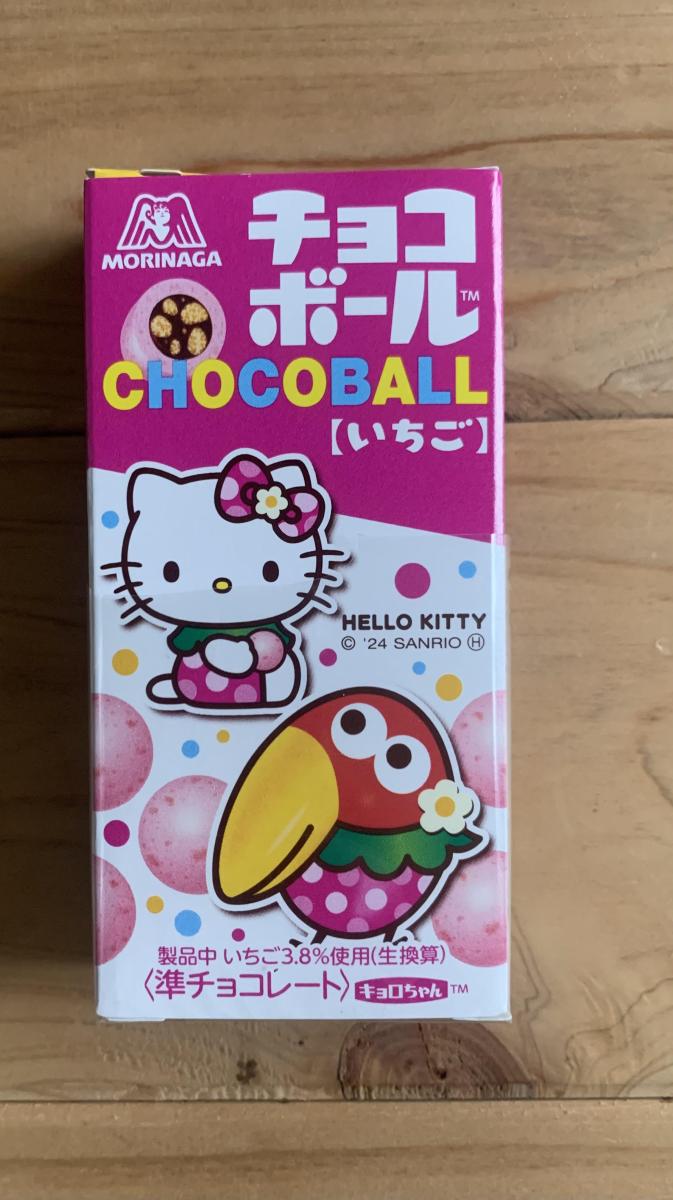 MORINAGA
チョコ
ボール™
CHOCOBALL
【いちご】
HELLO KITTY
© '24 SANRIO Ⓗ
製品中 いちご3.8%使用(生換算)
〈準チョコレート〉 キョロちゃん™